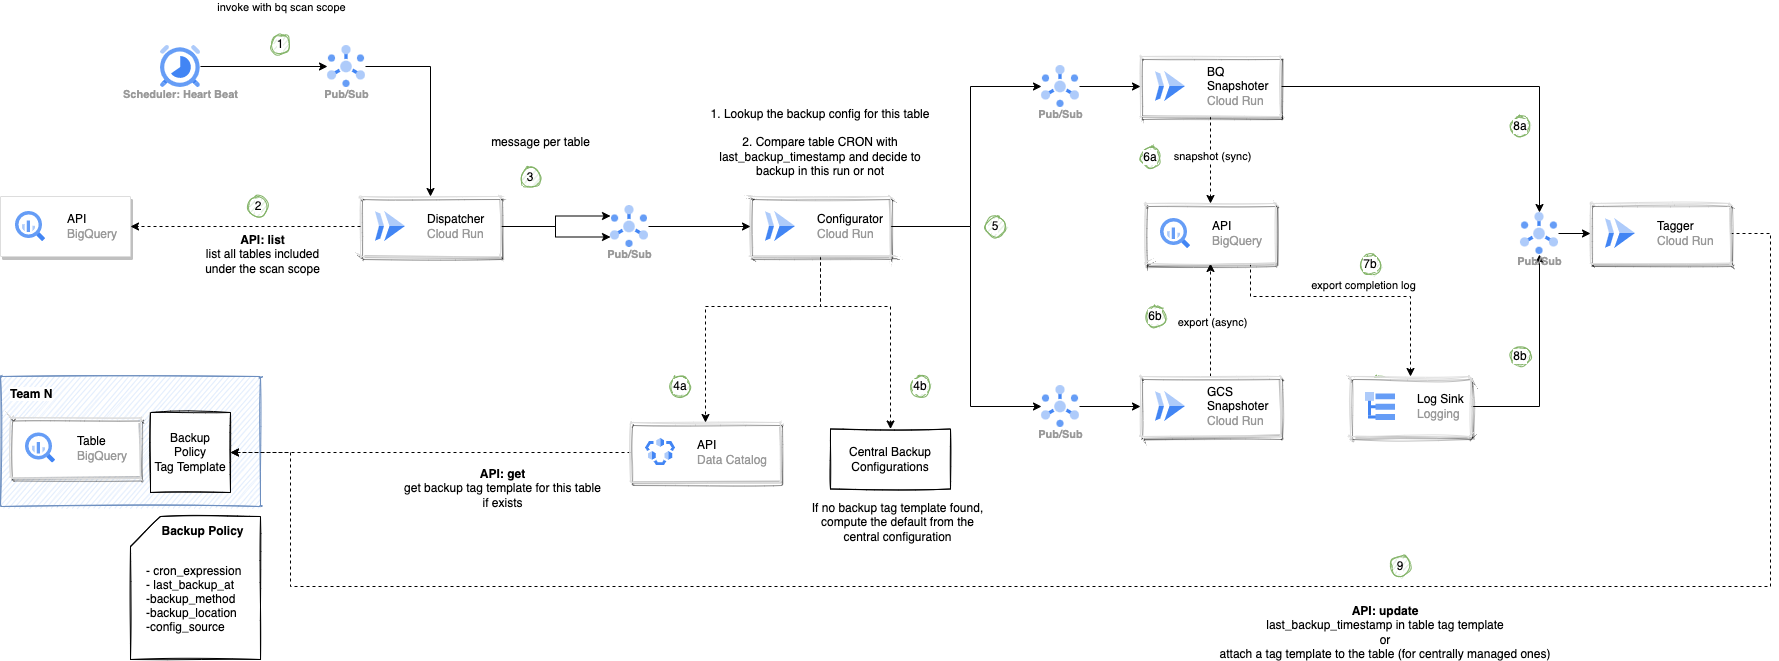 invoke with bq scan scope
1
Scheduler: Heart Beat
Pub/Sub
message per table
3
1. Lookup the backup config for this table
2. Compare table CRON with
last_backup_timestamp and decide to
backup in this run or not
2
API
BigQuery
API: list
list all tables included
under the scan scope
Dispatcher
Cloud Run
Pub/Sub
Configurator
Cloud Run
5
Pub/Sub
BQ
Snapshoter
Cloud Run
6a
snapshot (sync)
API
BigQuery
6b
export (async)
7b
export completion log
8a
Pub/Sub
Tagger
Cloud Run
8b
Pub/Sub
GCS
Snapshoter
Cloud Run
Log Sink
Logging
4a
4b
API
Data Catalog
Central Backup
Configurations
If no backup tag template found,
compute the default from the
central configuration
API: get
get backup tag template for this table
if exists
Team N
Table
BigQuery
Backup
Policy
Tag Template
Backup Policy
- cron_expression
- last_backup_at
-backup_method
-backup_location
-config_source
9
API: update
last_backup_timestamp in table tag template
or
attach a tag template to the table (for centrally managed ones)